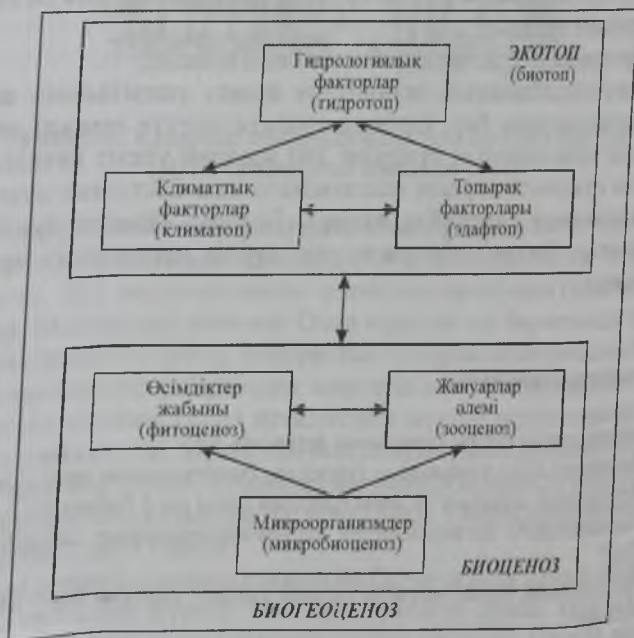 ЭКОТОП
(биотоп)
Гидрологиялық
факторлар
(гидротоп)
Климаттық
факторлар
(климатоп)
Топырақ
факторлары
(эдафтоп)
Өсімдіктер
жабыны
(фитоценоз)
Жануарлар
әлемі
(зооценоз)
Микроорганизмдер
(микробиоценоз)
БИОЦЕНОЗ
БИОГЕОЦЕНОЗ